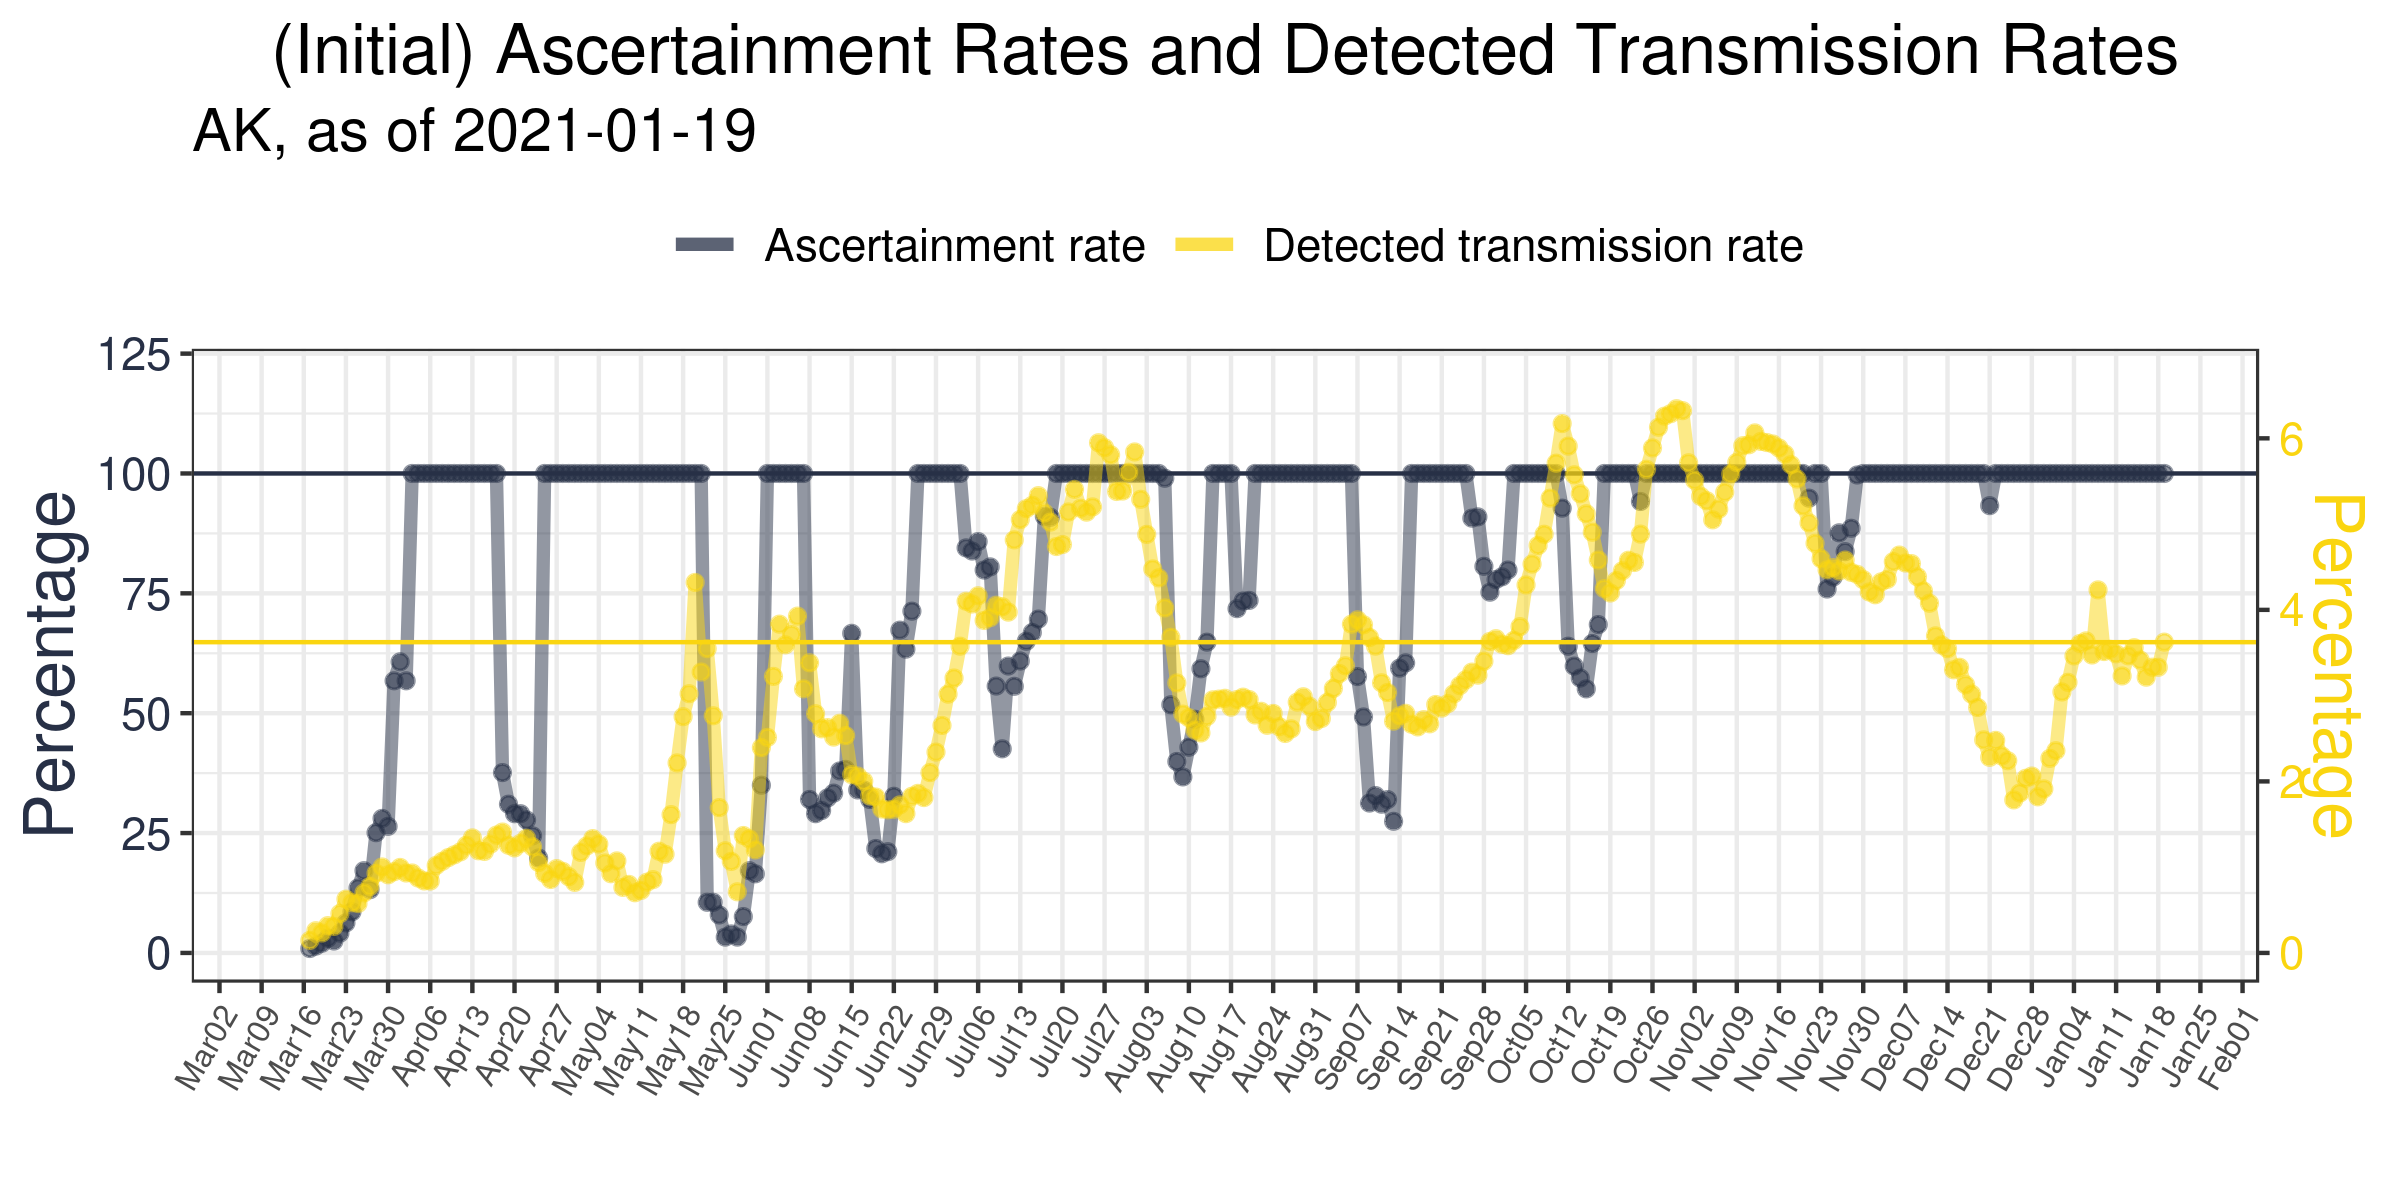 (Initial) Ascertainment Rates and Detected Transmission Rates
AK, as of 2021-01-19
Ascertainment rate
Detected transmission rate
125
100
75
50
25
0
Percentage
6
4
2
0
Percentage
Mar02
Mar09
Mar16
Mar23
Mar30
Apr06
Apr13
Apr20
Apr27
May04
May11
May18
May25
Jun01
Jun08
Jun15
Jun22
Jun29
Jul06
Jul13
Jul20
Jul27
Aug03
Aug10
Aug17
Aug24
Aug31
Sep07
Sep14
Sep21
Sep28
Oct05
Oct12
Oct19
Oct26
Nov02
Nov09
Nov16
Nov23
Nov30
Dec07
Dec14
Dec21
Dec28
Jan04
Jan11
Jan18
Jan25
Feb01